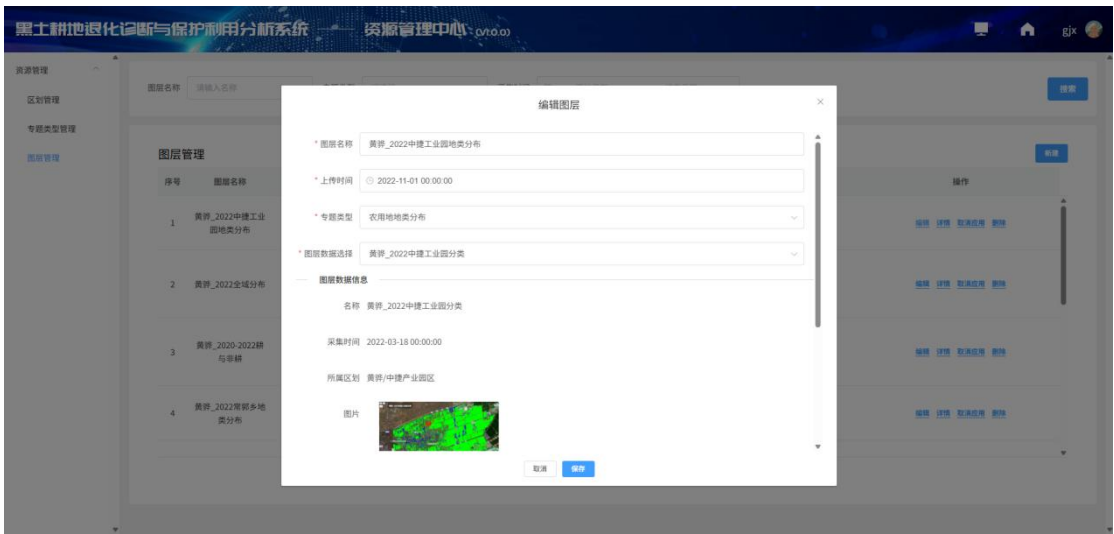 黑土耕地退化诊断与保护利用分析系统 —— 资源管理中心 (V1.0.0)
gjx
资源管理
区划管理
专题类型管理
图层管理
图层名称 请输入名称
搜索
图层管理
新建
序号 图层名称 操作
1 黄骅_2022中捷工业园地类分布 编辑 详情 取消应用 删除
2 黄骅_2022全域分布 编辑 详情 取消应用 删除
3 黄骅_2020-2022耕与非耕 编辑 详情 取消应用 删除
4 黄骅_2022常郭乡地类分布 编辑 详情 取消应用 删除
编辑图层
* 图层名称 黄骅_2022中捷工业园地类分布
* 上传时间 2022-11-01 00:00:00
* 专题类型 农用地地类分布
* 图层数据选择 黄骅_2022中捷工业园分类
图层数据信息
名称 黄骅_2022中捷工业园分类
采集时间 2022-03-18 00:00:00
所属区划 黄骅/中捷产业园区
图片
取消 保存